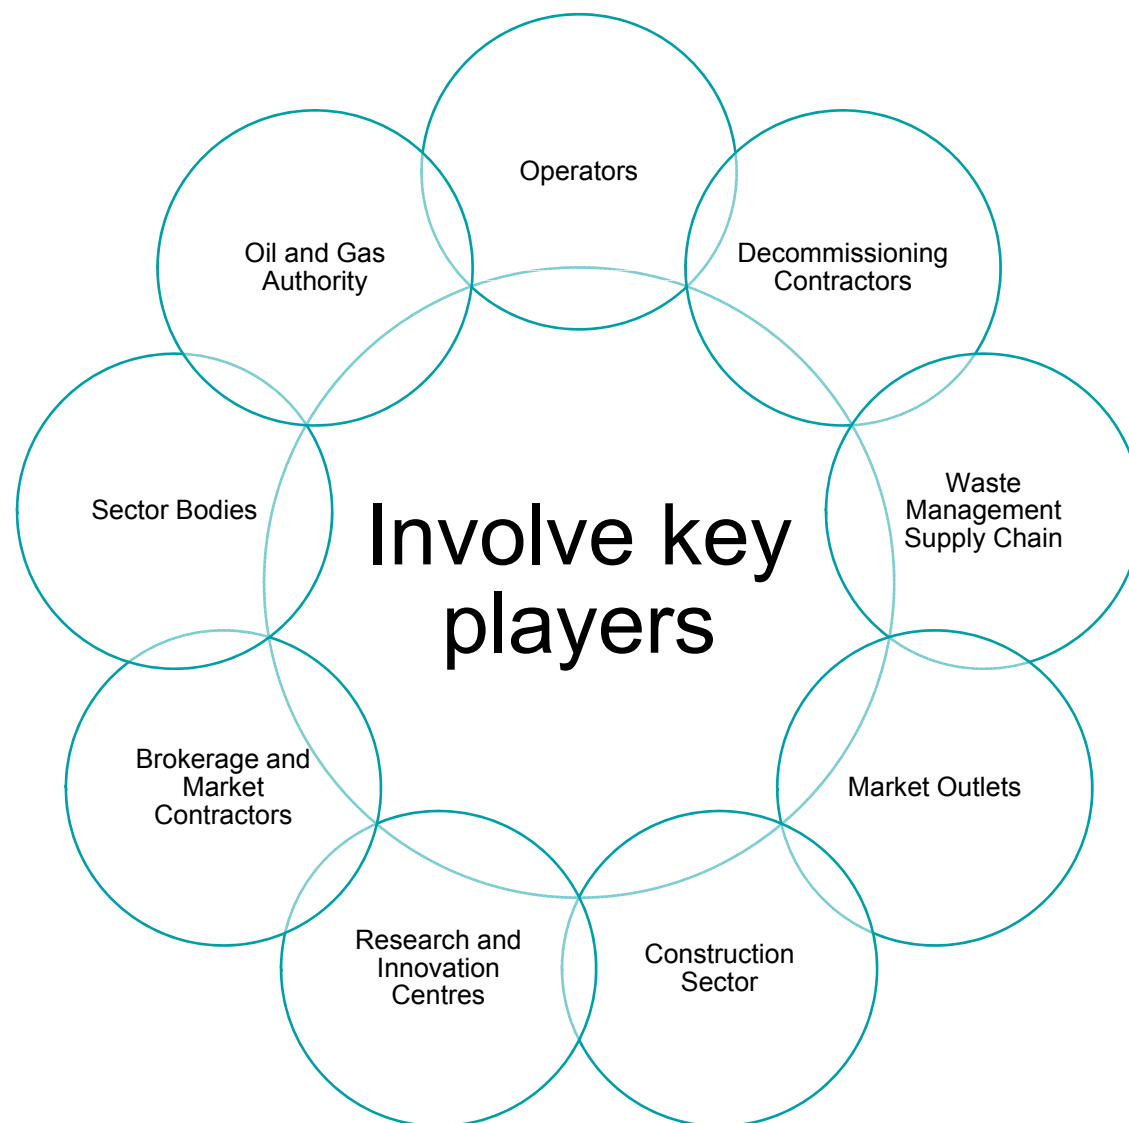 Operators
Oil and Gas
Authority
Decommissioning
Contractors
Sector Bodies
Waste
Management
Supply Chain
Involve key
players
Brokerage and
Market
Contractors
Market Outlets
Research and
Innovation
Centres
Construction
Sector